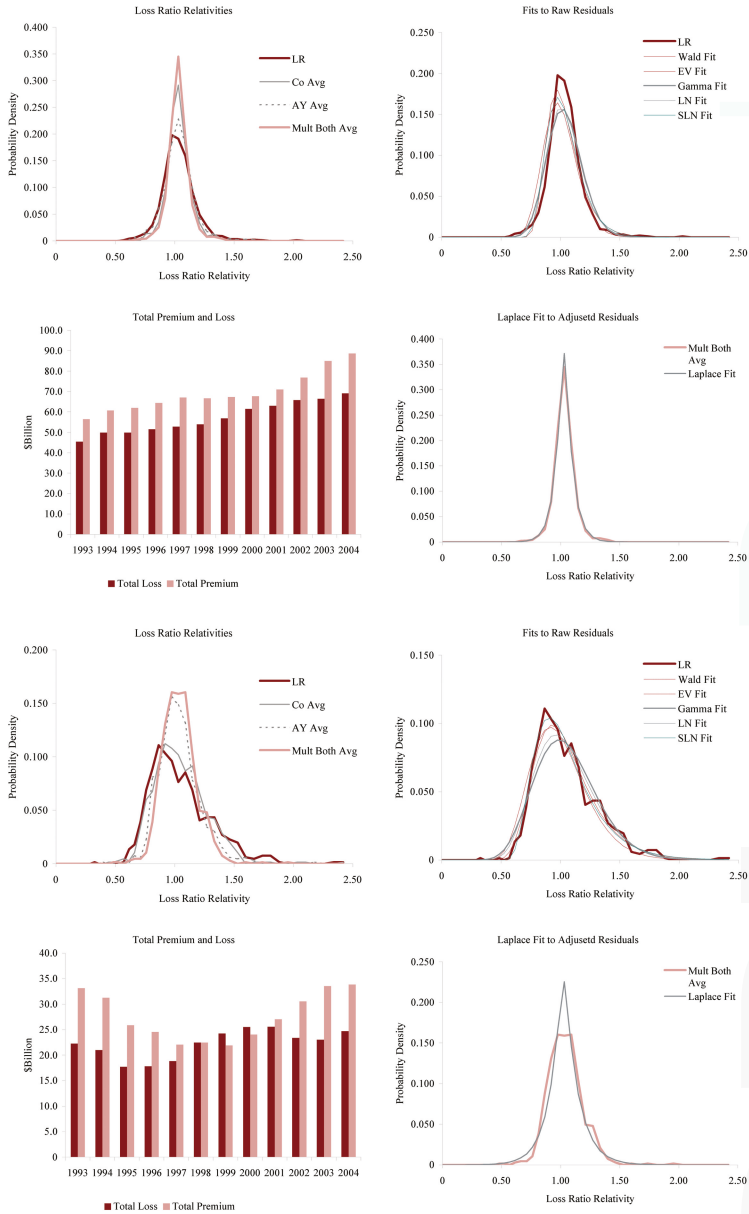 Loss Ratio Relativities
0.400
0.350
0.300
0.250
0.200
0.150
0.100
0.050
0
Probability Density
LR
Co Avg
AY Avg
Mult Both Avg
0 0.50 1.00 1.50 2.00 2.50
Loss Ratio Relativity
Fits to Raw Residuals
0.250
0.200
0.150
0.100
0.050
0
Probability Density
LR
Wald Fit
EV Fit
Gamma Fit
LN Fit
SLN Fit
0 0.50 1.00 1.50 2.00 2.50
Loss Ratio Relativity
Total Premium and Loss
100.0
90.0
80.0
70.0
60.0
50.0
40.0
30.0
20.0
10.0
0
$Billion
1993 1994 1995 1996 1997 1998 1999 2000 2001 2002 2003 2004
Total Loss Total Premium
Laplace Fit to Adjusetd Residuals
0.400
0.350
0.300
0.250
0.200
0.150
0.100
0.050
0
Probability Density
Mult Both
Avg
Laplace Fit
0 0.50 1.00 1.50 2.00 2.50
Loss Ratio Relativity
Loss Ratio Relativities
0.200
0.150
0.100
0.050
0
Probability Density
LR
Co Avg
AY Avg
Mult Both Avg
0 0.50 1.00 1.50 2.00 2.50
Loss Ratio Relativity
Fits to Raw Residuals
0.150
0.100
0.050
0
Probability Density
LR
Wald Fit
EV Fit
Gamma Fit
LN Fit
SLN Fit
0 0.50 1.00 1.50 2.00 2.50
Loss Ratio Relativity
Total Premium and Loss
40.0
35.0
30.0
25.0
20.0
15.0
10.0
5.0
0
$Billion
1993 1994 1995 1996 1997 1998 1999 2000 2001 2002 2003 2004
Total Loss Total Premium
Laplace Fit to Adjusetd Residuals
0.250
0.200
0.150
0.100
0.050
0
Probability Density
Mult Both
Avg
Laplace Fit
0 0.50 1.00 1.50 2.00 2.50
Loss Ratio Relativity